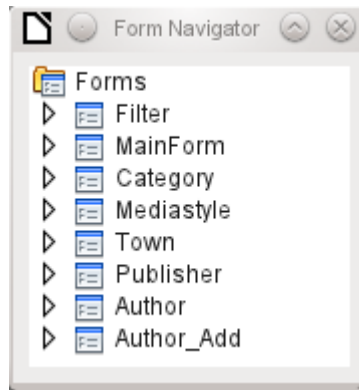 Form Navigator
Forms
Filter
MainForm
Category
Mediastyle
Town
Publisher
Author
Author_Add